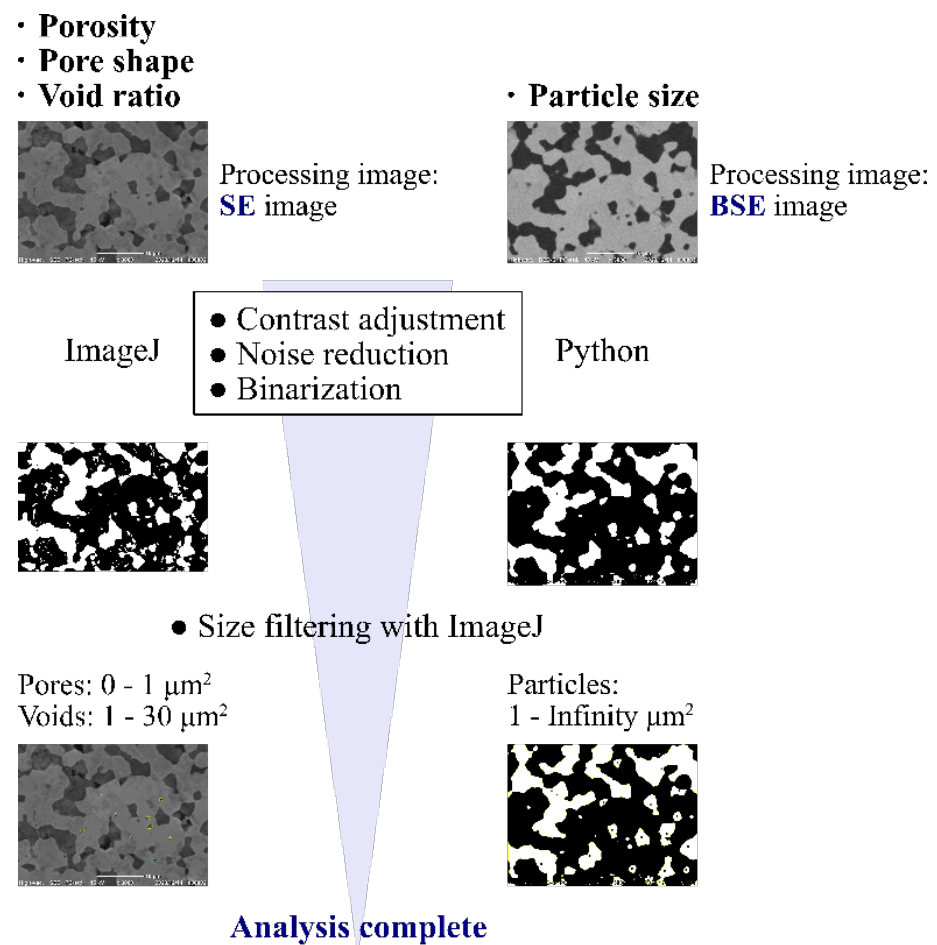 · Porosity
· Pore shape
· Void ratio
· Particle size
Processing image:
SE image
Processing image:
BSE image
ImageJ
● Contrast adjustment
● Noise reduction
● Binarization
Python
● Size filtering with ImageJ
Pores: 0 - 1 μm²
Voids: 1 - 30 μm²
Particles:
1 - Infinity μm²
Analysis complete